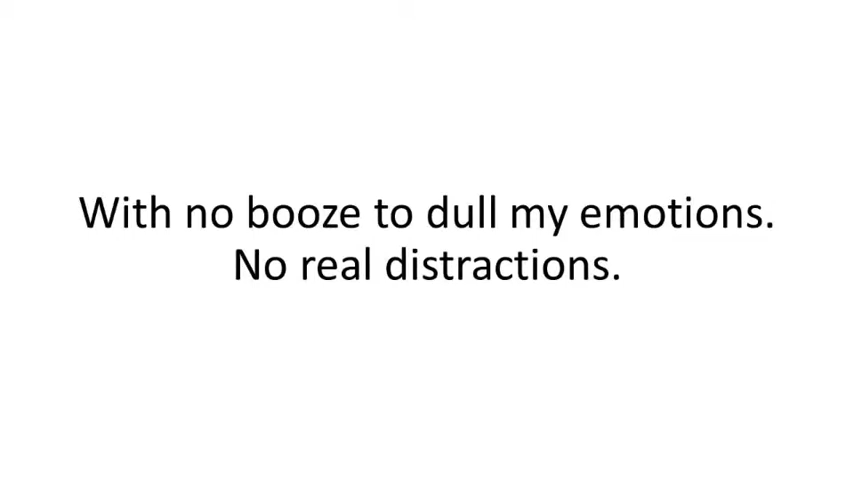 With no booze to dull my emotions.
No real distractions.